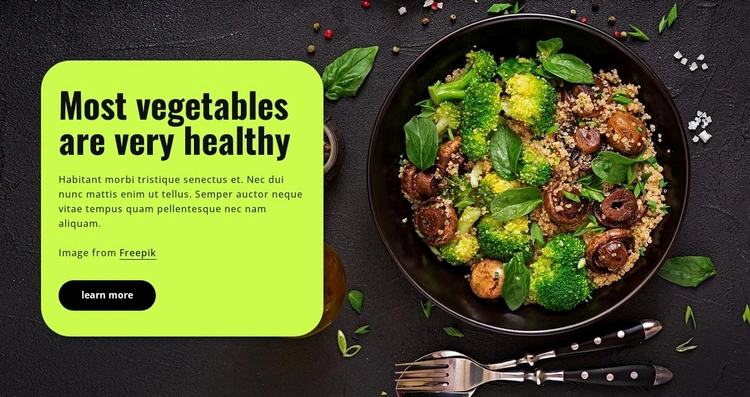 Most vegetables
are very healthy
Habitant morbi tristique senectus et. Nec dui
nunc mattis enim ut tellus. Semper auctor neque
vitae tempus quam pellentesque nec nam
aliquam.
Image from Freepik
learn more